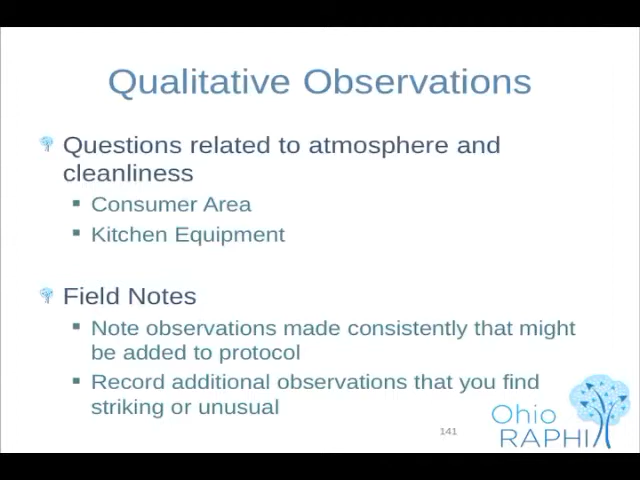 Qualitative Observations
Questions related to atmosphere and
cleanliness
Consumer Area
Kitchen Equipment
Field Notes
Note observations made consistently that might
be added to protocol
Record additional observations that you find
striking or unusual
141
Ohio
RAPHI